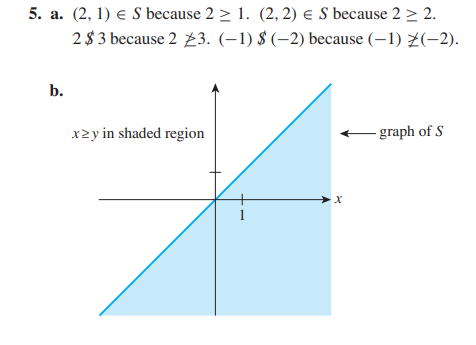 5. a. (2, 1) ∈ S because 2 ≥ 1. (2, 2) ∈ S because 2 ≥ 2.
2 $̸ 3 because 2 ≱3. (−1) $̸ (−2) because (−1) ≱(−2).
b.
x≥y in shaded region
graph of S
x
1